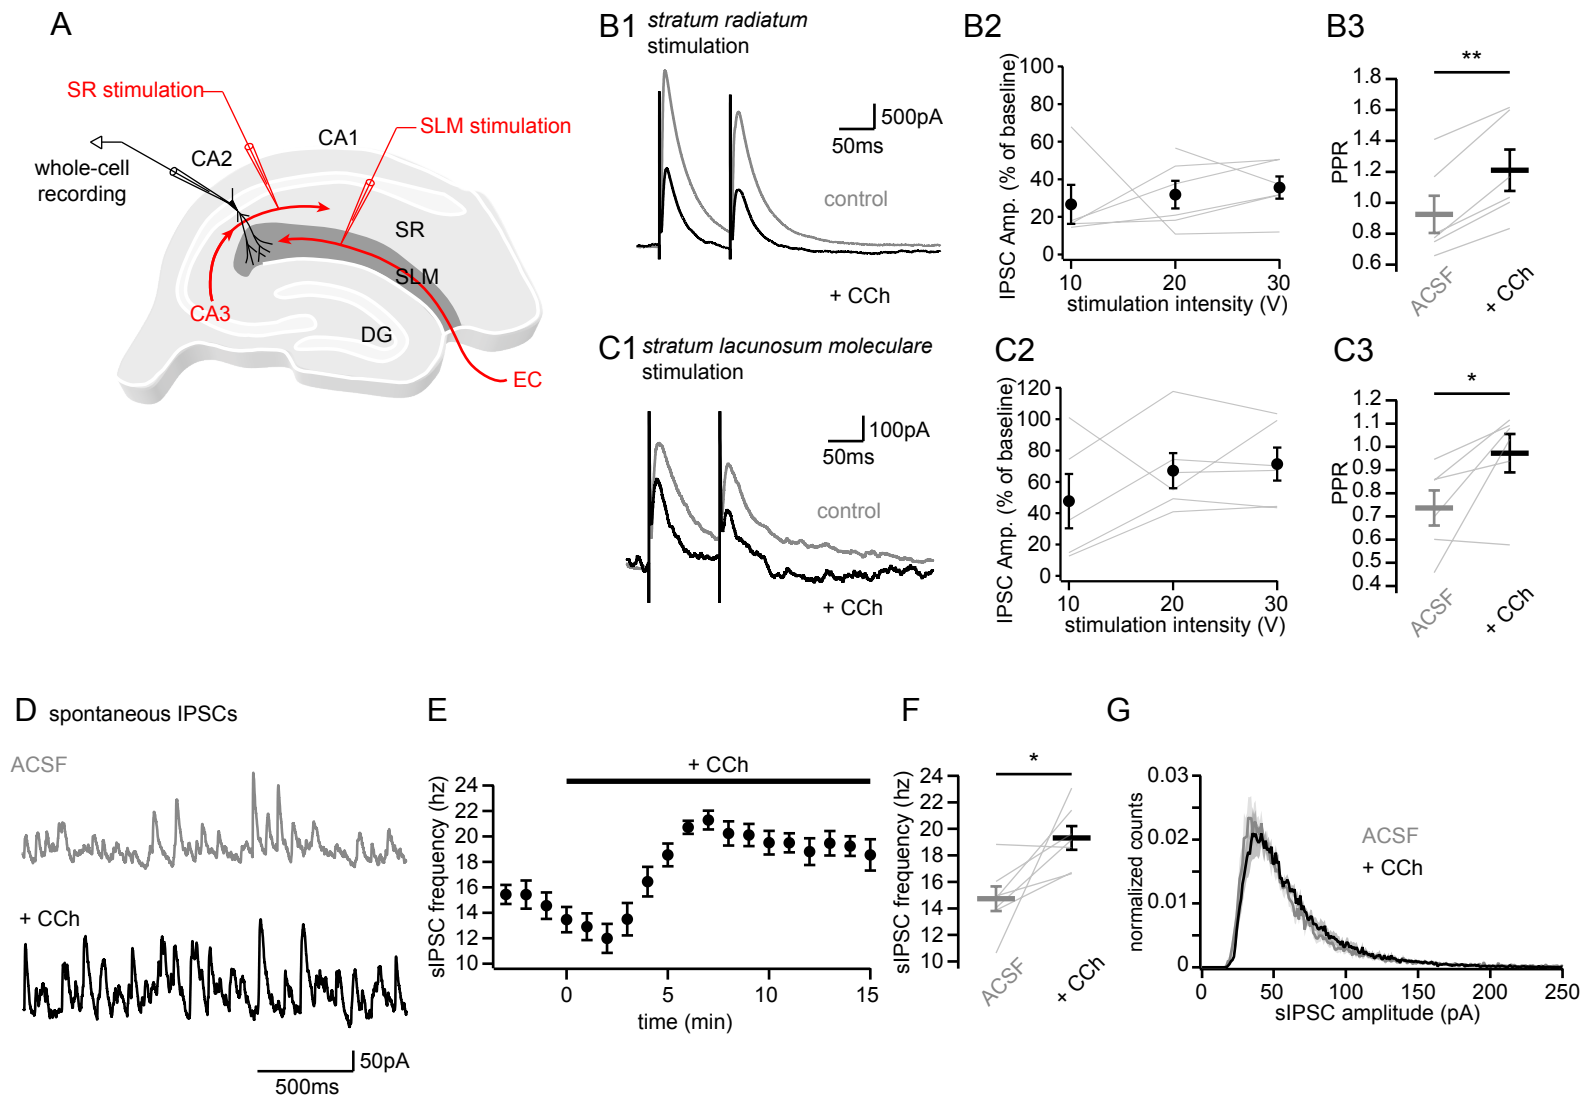 A
SR stimulation
SLM stimulation
CA1
CA2
whole-cell
recording
SR
SLM
CA3
DG
EC
B1 stratum radiatum
stimulation
500pA
50ms
control
+ CCh
B2
IPSC Amp. (% of baseline)
100
80
60
40
20
0
10
20
30
stimulation intensity (V)
B3
**
PPR
1.8
1.6
1.4
1.2
1.0
0.8
0.6
ACSF
+ CCh
C1 stratum lacunosum moleculare
stimulation
100pA
50ms
control
+ CCh
C2
IPSC Amp. (% of baseline)
120
100
80
60
40
20
0
10
20
30
stimulation intensity (V)
C3
*
PPR
1.2
1.1
1.0
0.9
0.8
0.7
0.6
0.5
0.4
ACSF
+ CCh
D spontaneous IPSCs
ACSF
+ CCh
50pA
500ms
E
+ CCh
sIPSC frequency (hz)
24
22
20
18
16
14
12
10
0
5
10
15
time (min)
F
*
sIPSC frequency (hz)
24
22
20
18
16
14
12
10
ACSF
+ CCh
G
normalized counts
0.03
0.02
0.01
0
ACSF
+ CCh
0
50
100
150
200
250
sIPSC amplitude (pA)